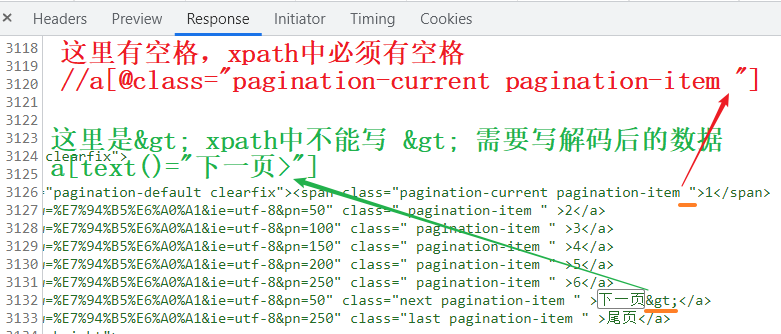 Headers Preview Response Initiator Timing Cookies
3118
3119
3120
3121
3122
3123
3124 clearfix">
3125
3126 ="pagination-default clearfix"><span class="pagination-current pagination-item ">1</span>
3127 w=%E7%94%B5%E6%A0%A1&ie=utf-8&pn=50" class=" pagination-item " >2</a>
3128 w=%E7%94%B5%E6%A0%A1&ie=utf-8&pn=100" class=" pagination-item " >3</a>
3129 w=%E7%94%B5%E6%A0%A1&ie=utf-8&pn=150" class=" pagination-item " >4</a>
3130 w=%E7%94%B5%E6%A0%A1&ie=utf-8&pn=200" class=" pagination-item " >5</a>
3131 w=%E7%94%B5%E6%A0%A1&ie=utf-8&pn=250" class=" pagination-item " >6</a>
3132 w=%E7%94%B5%E6%A0%A1&ie=utf-8&pn=50" class="next pagination-item " >下一页&gt;</a>
3133 w=%E7%94%B5%E6%A0%A1&ie=utf-8&pn=250" class="last pagination-item " >尾页</a>
3134
这里有空格，xpath中必须有空格
//a[@class="pagination-current pagination-item "]
这里是&gt; xpath中不能写 &gt; 需要写解码后的数据
a[text()="下一页>"]